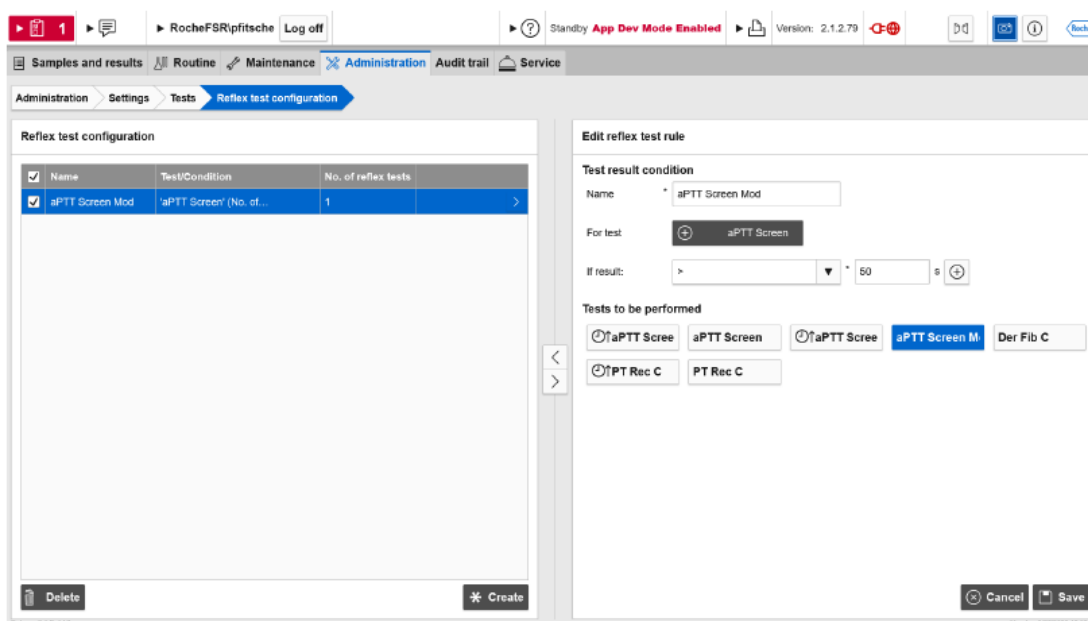 1 RocheFSR\pfitsche Log off Standby App Dev Mode Enabled Version: 2.1.2.79 Roch
Samples and results Routine Maintenance Administration Audit trail Service
Administration Settings Tests Reflex test configuration
Reflex test configuration
Name Test/Condition No. of reflex tests
aPTT Screen Mod 'aPTT Screen' (No. of... 1
Delete Create
Edit reflex test rule
Test result condition
Name * aPTT Screen Mod
For test aPTT Screen
If result: > * 50 s
Tests to be performed
aPTT Scree aPTT Screen aPTT Scree aPTT Screen M Der Fib C
PT Rec C PT Rec C
Cancel Save